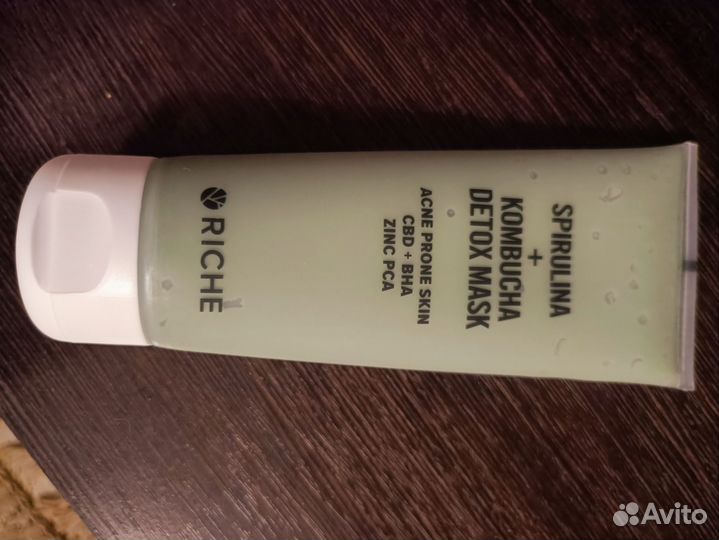 SPIRULINA
+
KOMBUCHA
DETOX MASK
ACNE PRONE SKIN
CBD + BHA
ZINC PCA
RICHE
Avito